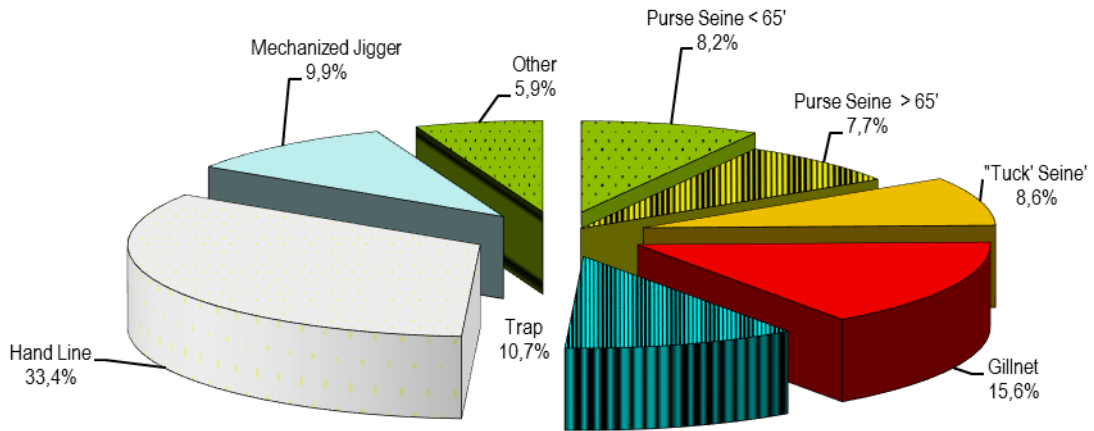 Purse Seine < 65'
8,2%
Mechanized Jigger
9,9%
Other
5,9%
Purse Seine > 65'
7,7%
"Tuck' Seine'
8,6%
Trap
10,7%
Hand Line
33,4%
Gillnet
15,6%